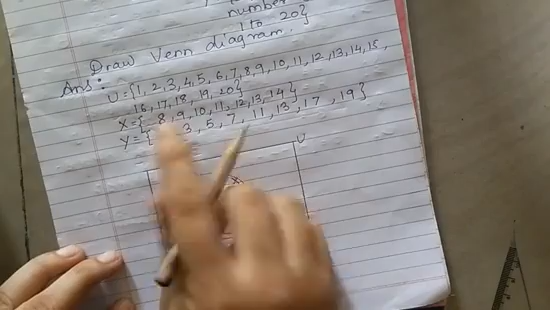 number
1 to 20}
Draw Venn diagram.
Ans:
U = {1, 2, 3, 4, 5, 6, 7, 8, 9, 10, 11, 12, 13, 14, 15,
16, 17, 18, 19, 20}
X = { 8, 9, 10, 11, 12, 13, 14}
Y = { 3, 5, 7, 11, 13, 17, 19}
U
X